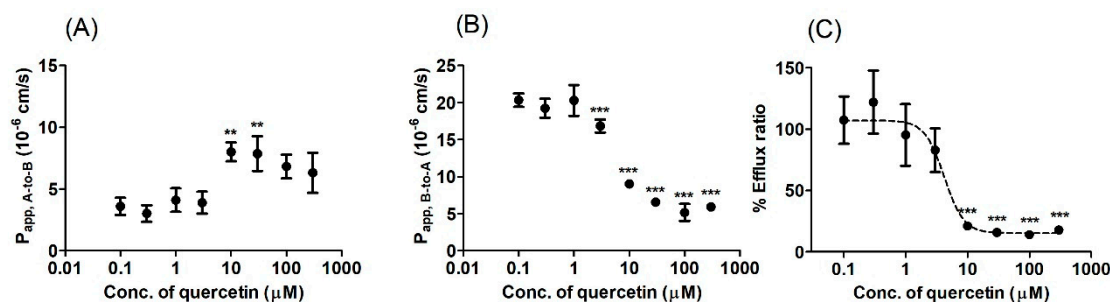 (A)
15
10
5
0
P_app, A-to-B (10⁻⁶ cm/s)
** **
0.01 0.1 1 10 100 1000
Conc. of quercetin (μM)
(B)
25
20
15
10
5
0
P_app, B-to-A (10⁻⁶ cm/s)
***
*** *** *** ***
0.01 0.1 1 10 100 1000
Conc. of quercetin (μM)
(C)
150
100
50
0
% Efflux ratio
*** *** *** ***
0.1 1 10 100 1000
Conc. of quercetin (μM)